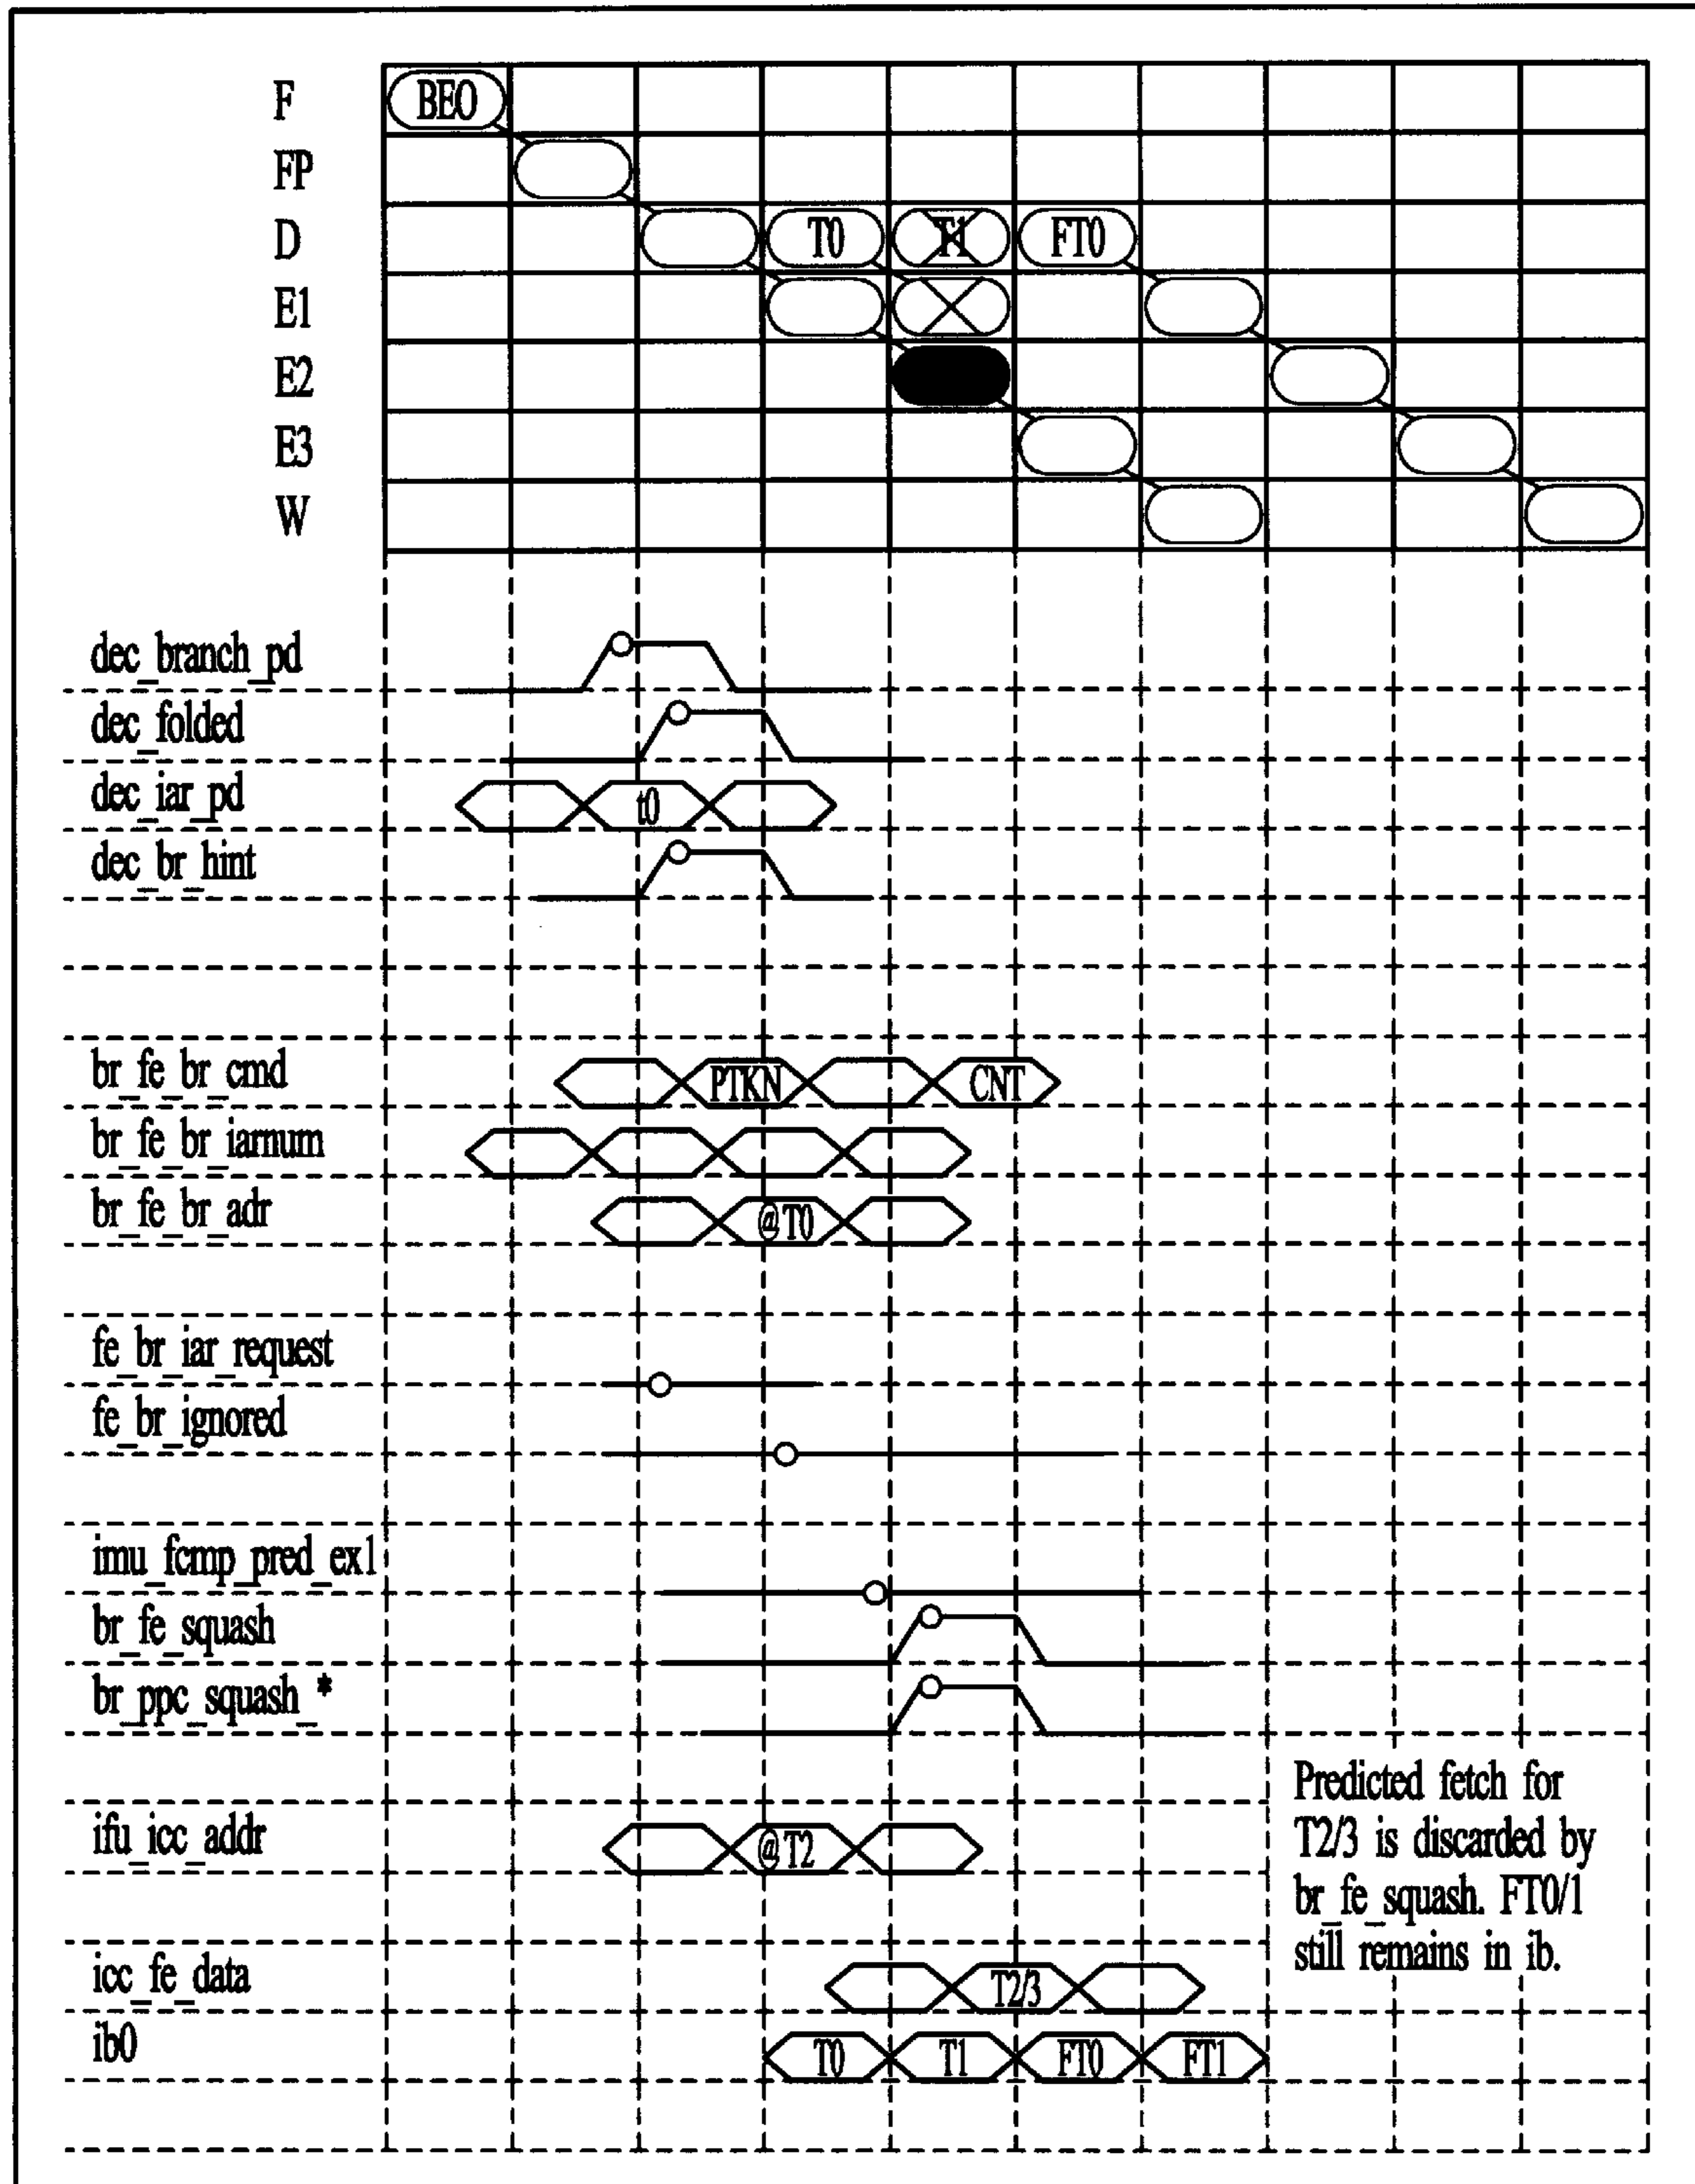 F BEO
FP
D T0 T1 FT0
E1
E2
E3
W
dec_branch_pd
dec_folded
dec_iar_pd t0
dec_br_hint
br_fe_br_cmd PTKN CNT
br_fe_br_iarnum
br_fe_br_adr @T0
fe_br_iar_request
fe_br_ignored
imu_fcmp_pred_ex1
br_fe_squash
br_ppc_squash_*
Predicted fetch for
T2/3 is discarded by
br_fe_squash. FT0/1
still remains in ib.
ifu_icc_addr @T2
icc_fe_data T2/3
ib0 T0 T1 FT0 FT1